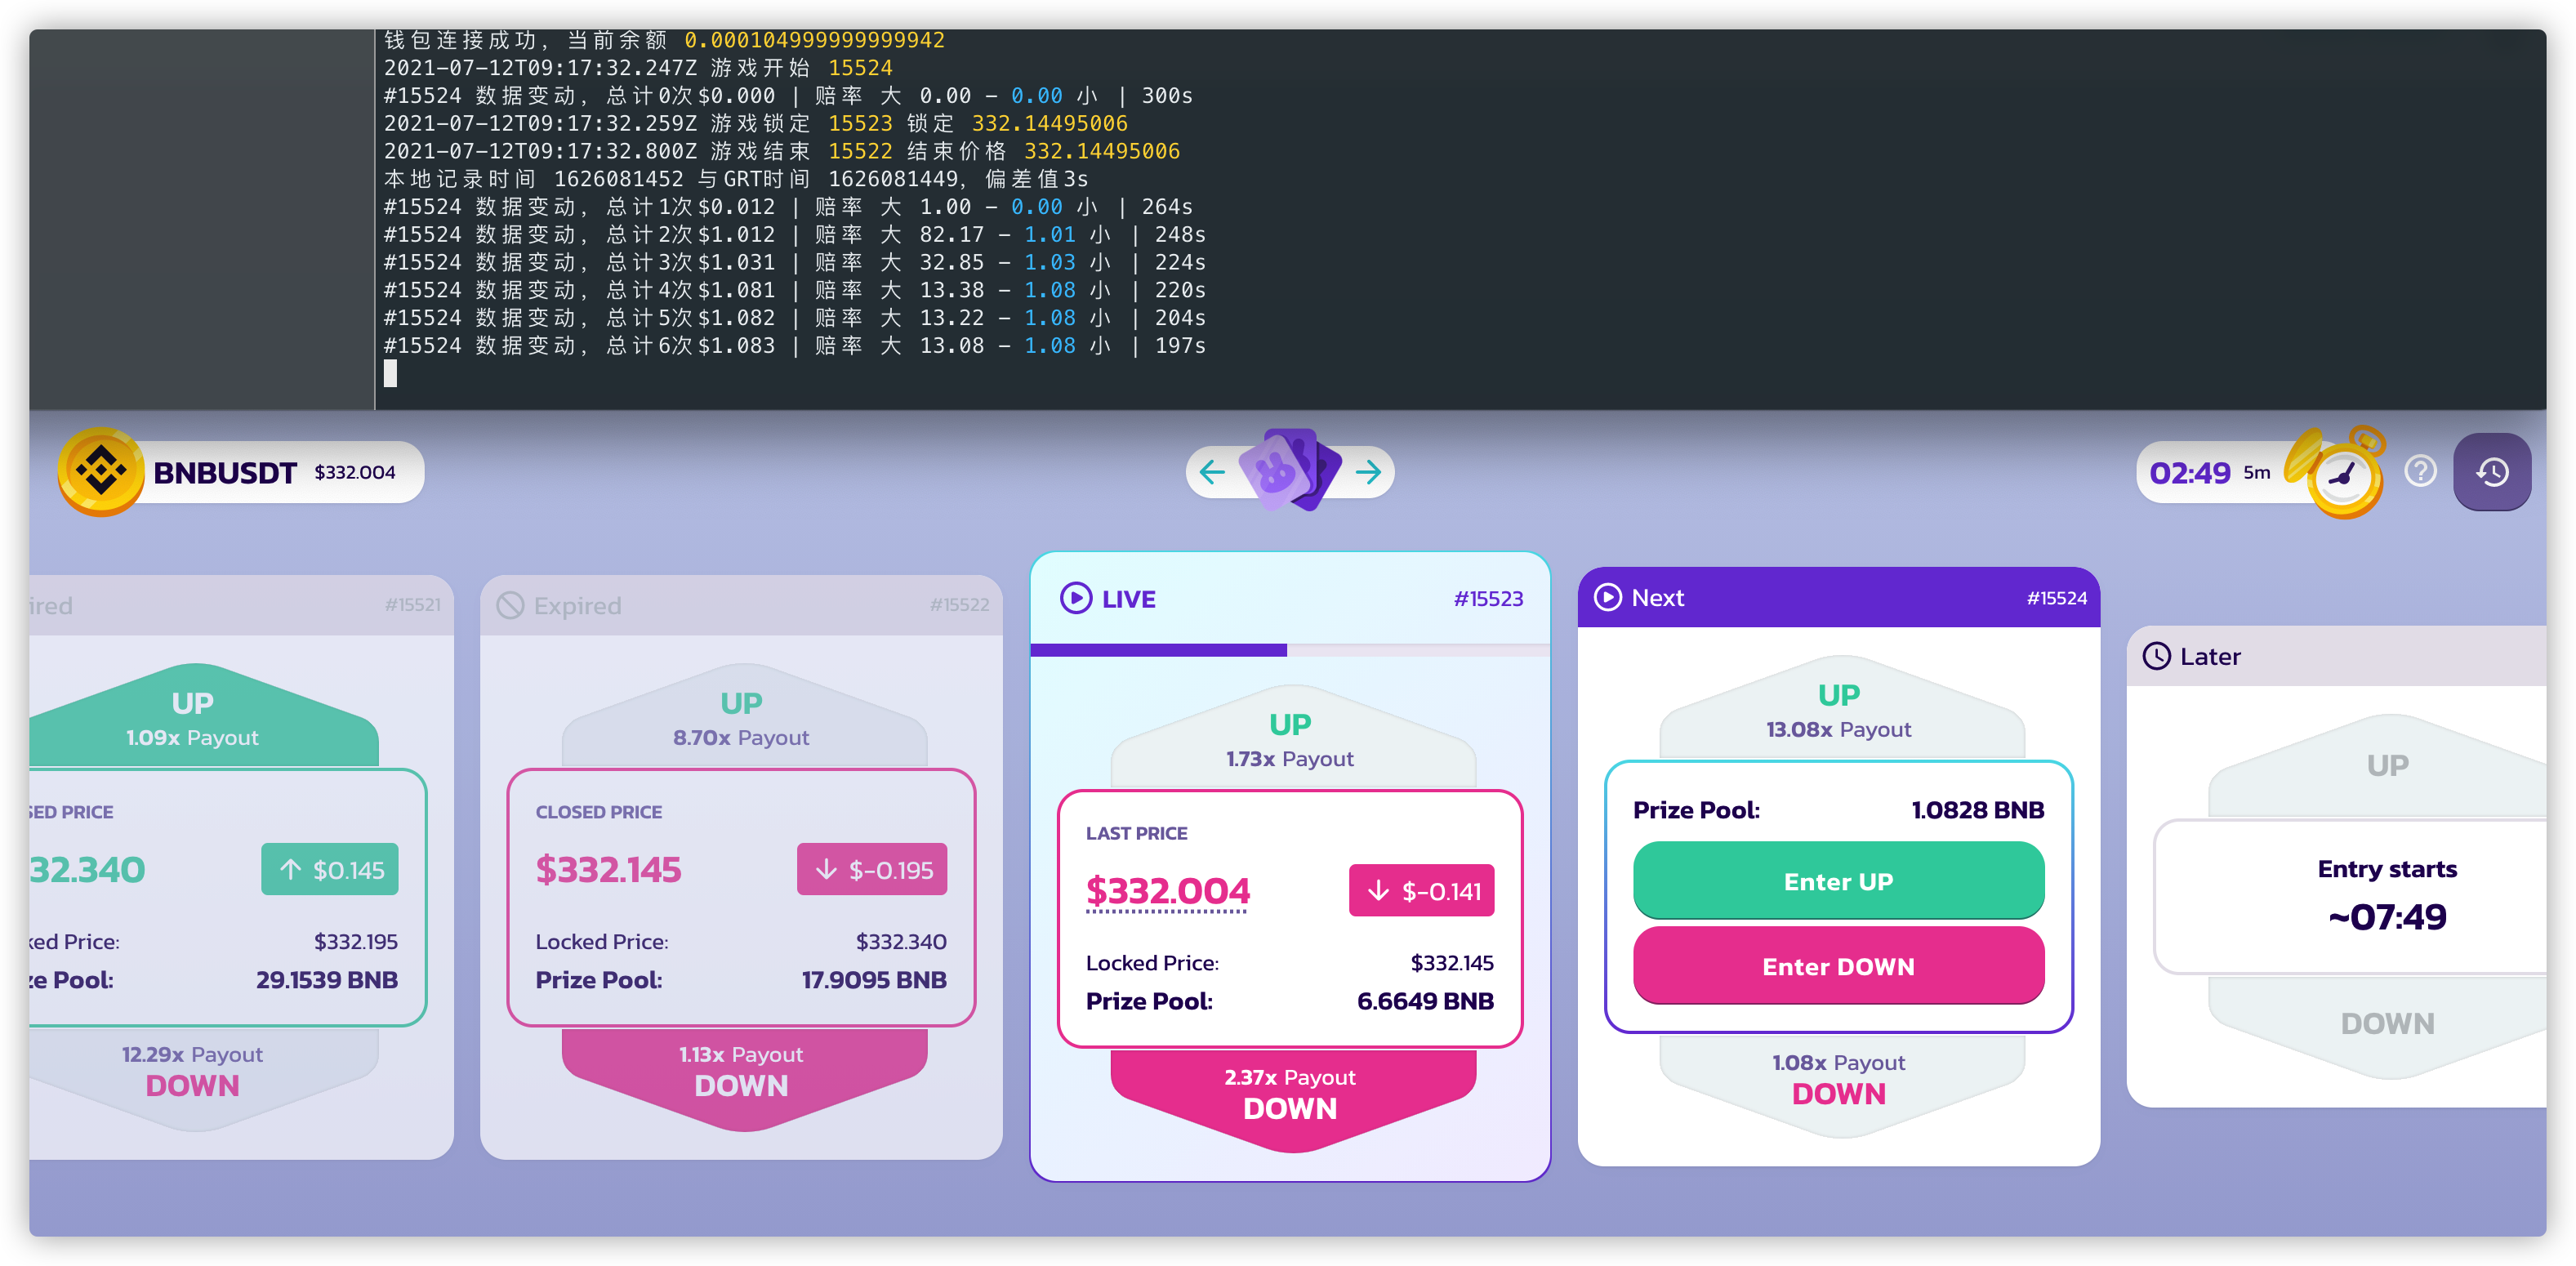 钱包连接成功, 当前余额 0.000104999999999942
2021-07-12T09:17:32.247Z 游戏开始 15524
#15524 数据变动, 总计0次$0.000 | 赔率 大 0.00 - 0.00 小 | 300s
2021-07-12T09:17:32.259Z 游戏锁定 15523 锁定 332.14495006
2021-07-12T09:17:32.800Z 游戏结束 15522 结束价格 332.14495006
本地记录时间 1626081452 与GRT时间 1626081449, 偏差值3s
#15524 数据变动, 总计1次$0.012 | 赔率 大 1.00 - 0.00 小 | 264s
#15524 数据变动, 总计2次$1.012 | 赔率 大 82.17 - 1.01 小 | 248s
#15524 数据变动, 总计3次$1.031 | 赔率 大 32.85 - 1.03 小 | 224s
#15524 数据变动, 总计4次$1.081 | 赔率 大 13.38 - 1.08 小 | 220s
#15524 数据变动, 总计5次$1.082 | 赔率 大 13.22 - 1.08 小 | 204s
#15524 数据变动, 总计6次$1.083 | 赔率 大 13.08 - 1.08 小 | 197s
BNBUSDT $332.004
02:49 5m
ired #15521
UP
1.09x Payout
SED PRICE
32.340 $0.145
ked Price: $332.195
ze Pool: 29.1539 BNB
12.29x Payout
DOWN
Expired #15522
UP
8.70x Payout
CLOSED PRICE
$332.145 $-0.195
Locked Price: $332.340
Prize Pool: 17.9095 BNB
1.13x Payout
DOWN
LIVE #15523
UP
1.73x Payout
LAST PRICE
$332.004 $-0.141
Locked Price: $332.145
Prize Pool: 6.6649 BNB
2.37x Payout
DOWN
Next #15524
UP
13.08x Payout
Prize Pool: 1.0828 BNB
Enter UP
Enter DOWN
1.08x Payout
DOWN
Later
UP
Entry starts
~07:49
DOWN